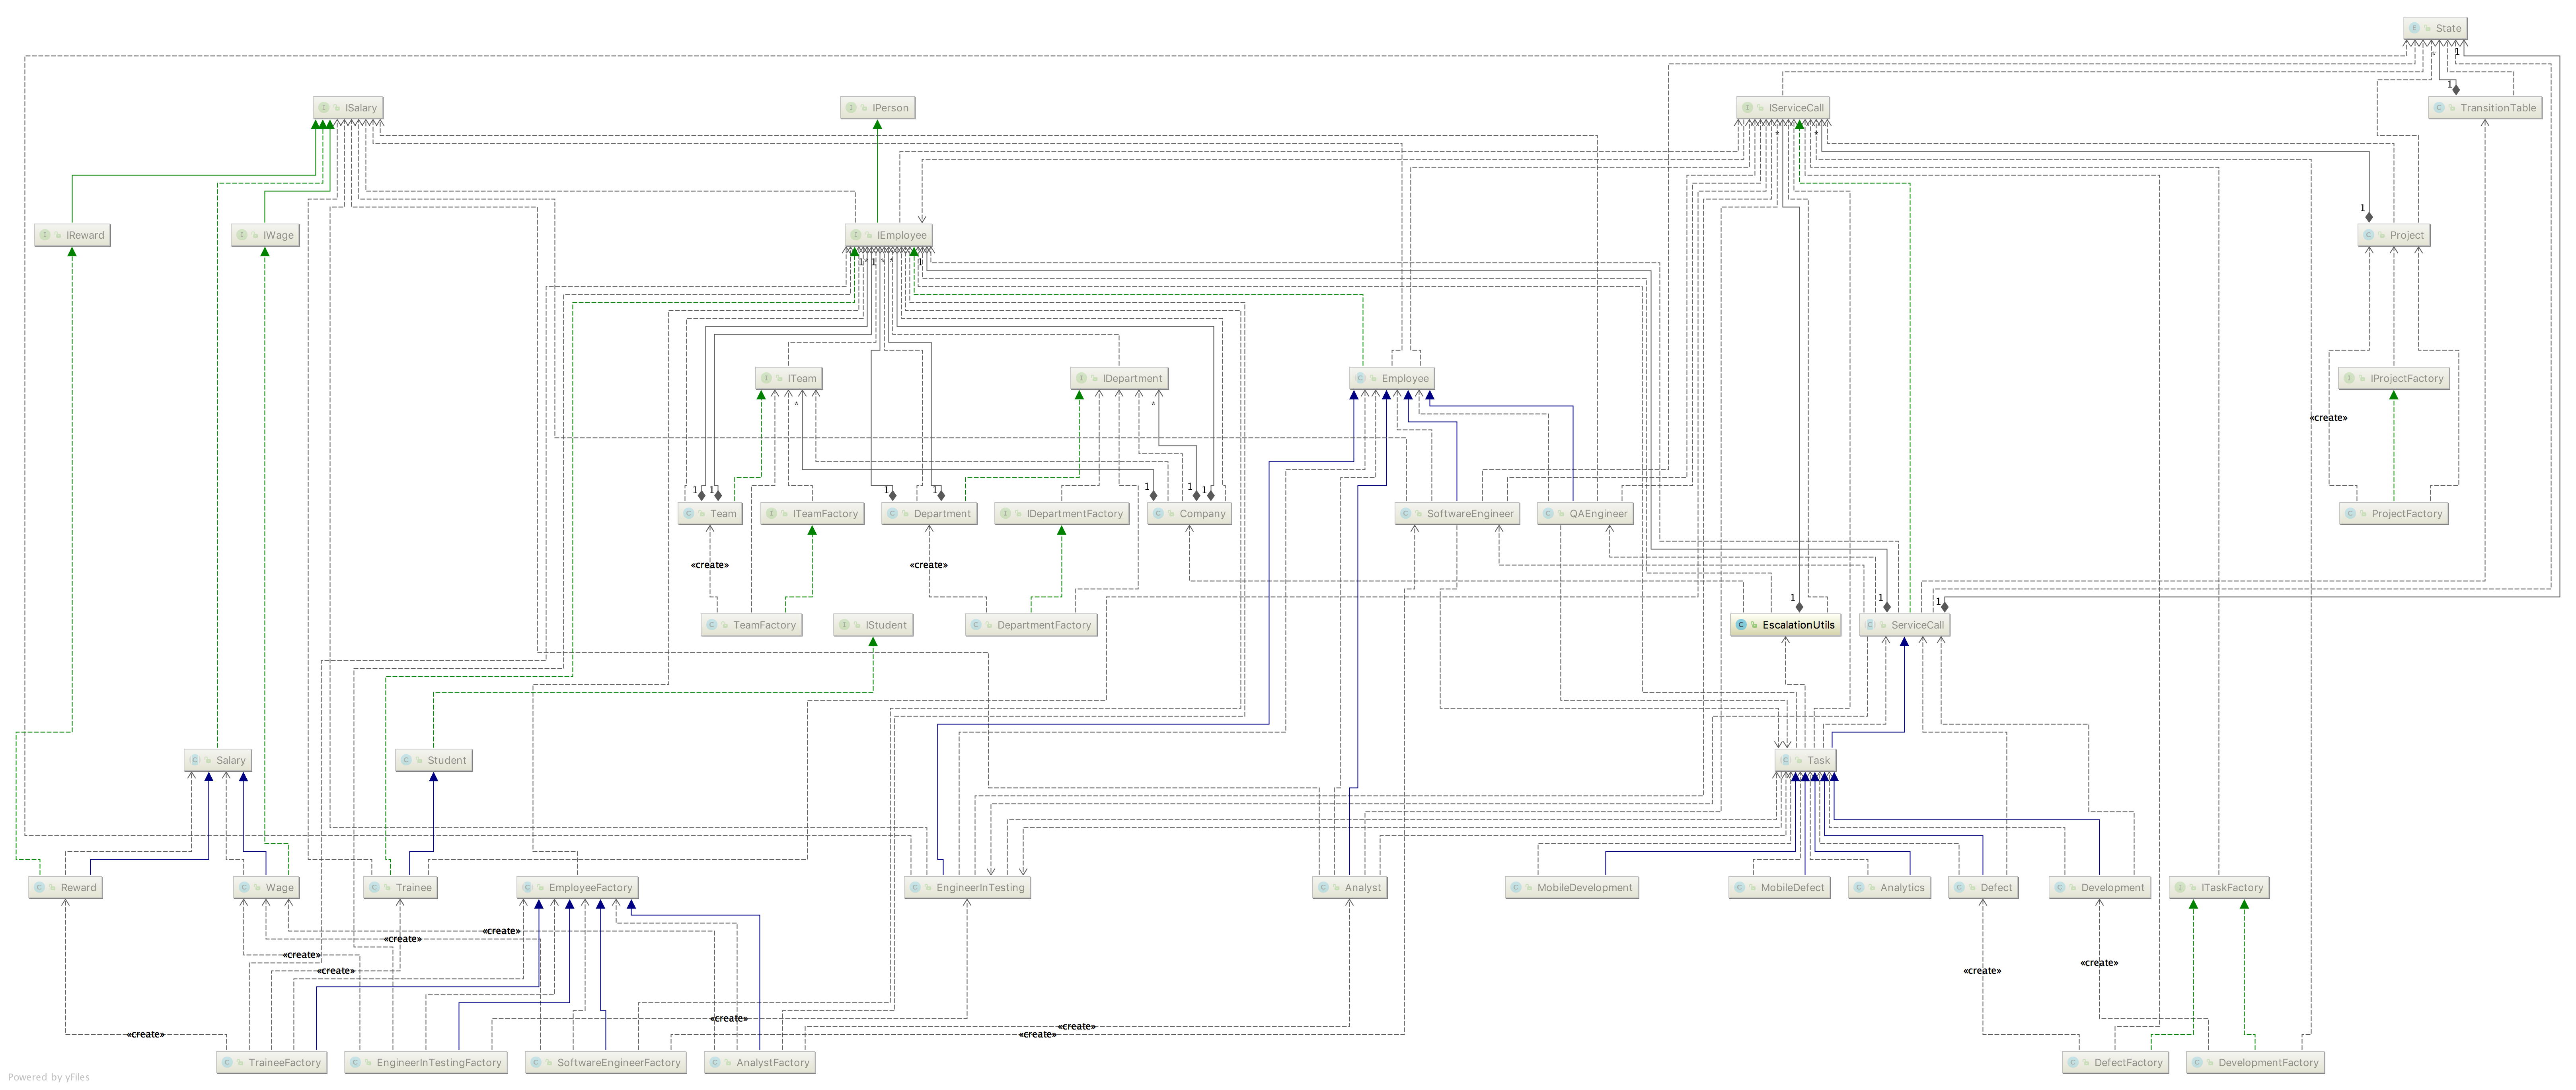 State
ISalary
IPerson
IServiceCall
TransitionTable
IReward
IWage
IEmployee
Project
ITeam
IDepartment
Employee
IProjectFactory
«create»
Team
ITeamFactory
Department
IDepartmentFactory
Company
SoftwareEngineer
QAEngineer
ProjectFactory
«create»
«create»
TeamFactory
IStudent
DepartmentFactory
EscalationUtils
ServiceCall
Salary
Student
Task
Reward
Wage
Trainee
EmployeeFactory
EngineerInTesting
Analyst
MobileDevelopment
MobileDefect
Analytics
Defect
Development
ITaskFactory
«create»
«create»
«create»
«create»
«create»
«create»
«create»
«create»
«create»
«create»
TraineeFactory
EngineerInTestingFactory
SoftwareEngineerFactory
AnalystFactory
DefectFactory
DevelopmentFactory
Powered by yFiles